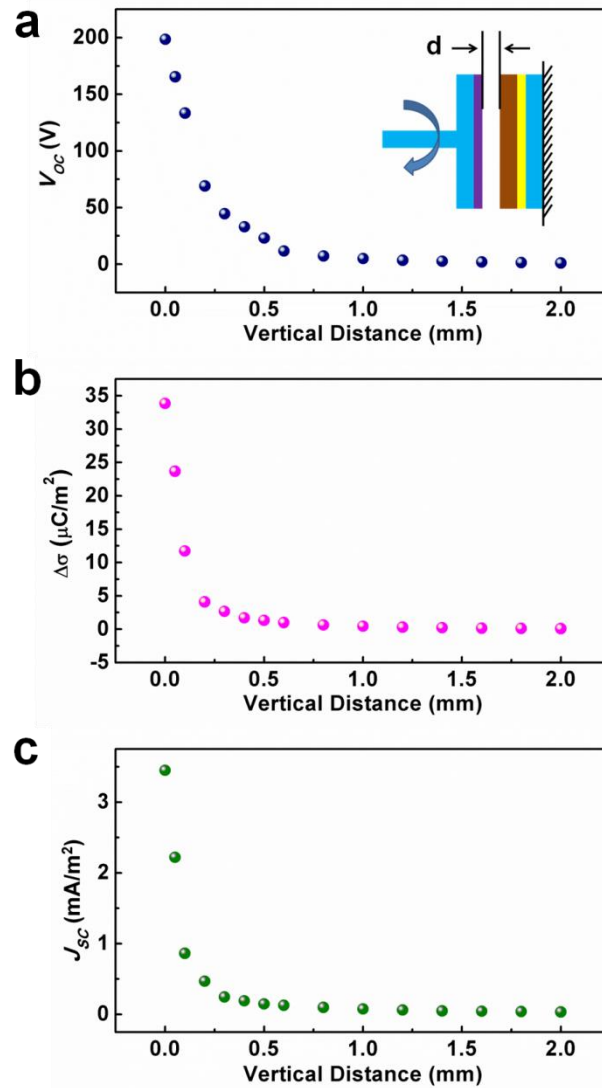 a
d
200
150
100
50
0
V_OC (V)
0.0 0.5 1.0 1.5 2.0
Vertical Distance (mm)
b
35
30
25
20
15
10
5
0
-5
Δσ (μC/m²)
0.0 0.5 1.0 1.5 2.0
Vertical Distance (mm)
c
3
2
1
0
J_SC (mA/m²)
0.0 0.5 1.0 1.5 2.0
Vertical Distance (mm)